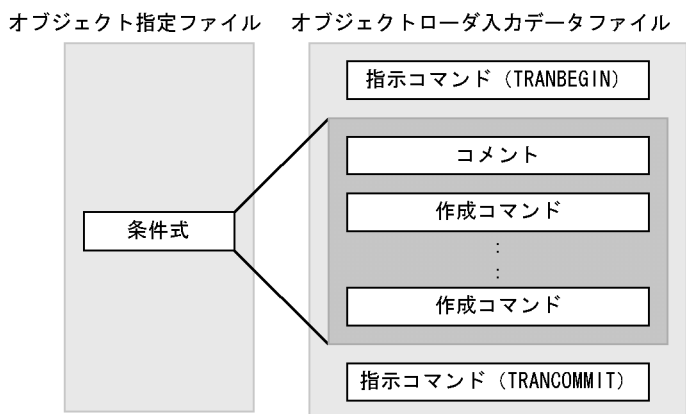 オブジェクト指定ファイル
オブジェクトローダ入力データファイル
指示コマンド（TRANBEGIN）
コメント
条件式
作成コマンド
：
：
作成コマンド
指示コマンド（TRANCOMMIT）